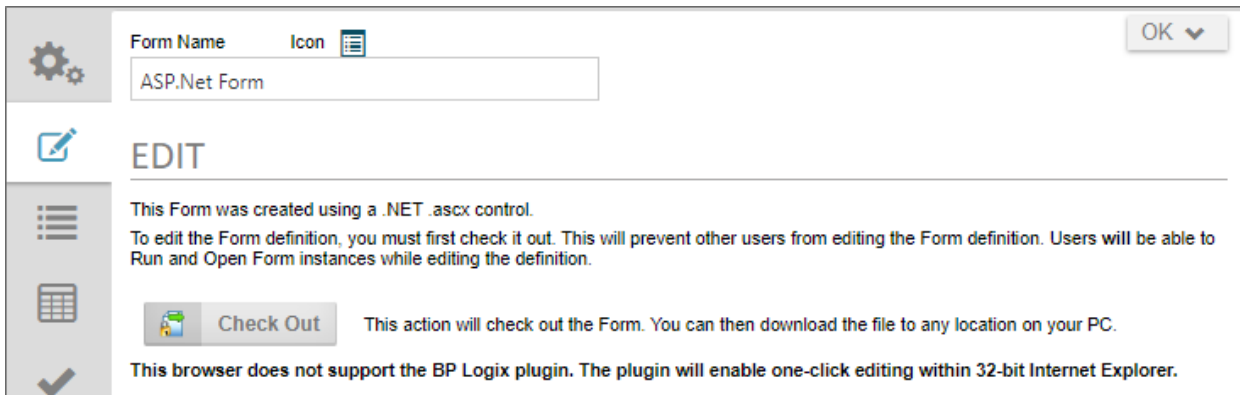 Form Name Icon
OK
ASP.Net Form
EDIT
This Form was created using a .NET .ascx control.
To edit the Form definition, you must first check it out. This will prevent other users from editing the Form definition. Users will be able to
Run and Open Form instances while editing the definition.
Check Out This action will check out the Form. You can then download the file to any location on your PC.
This browser does not support the BP Logix plugin. The plugin will enable one-click editing within 32-bit Internet Explorer.